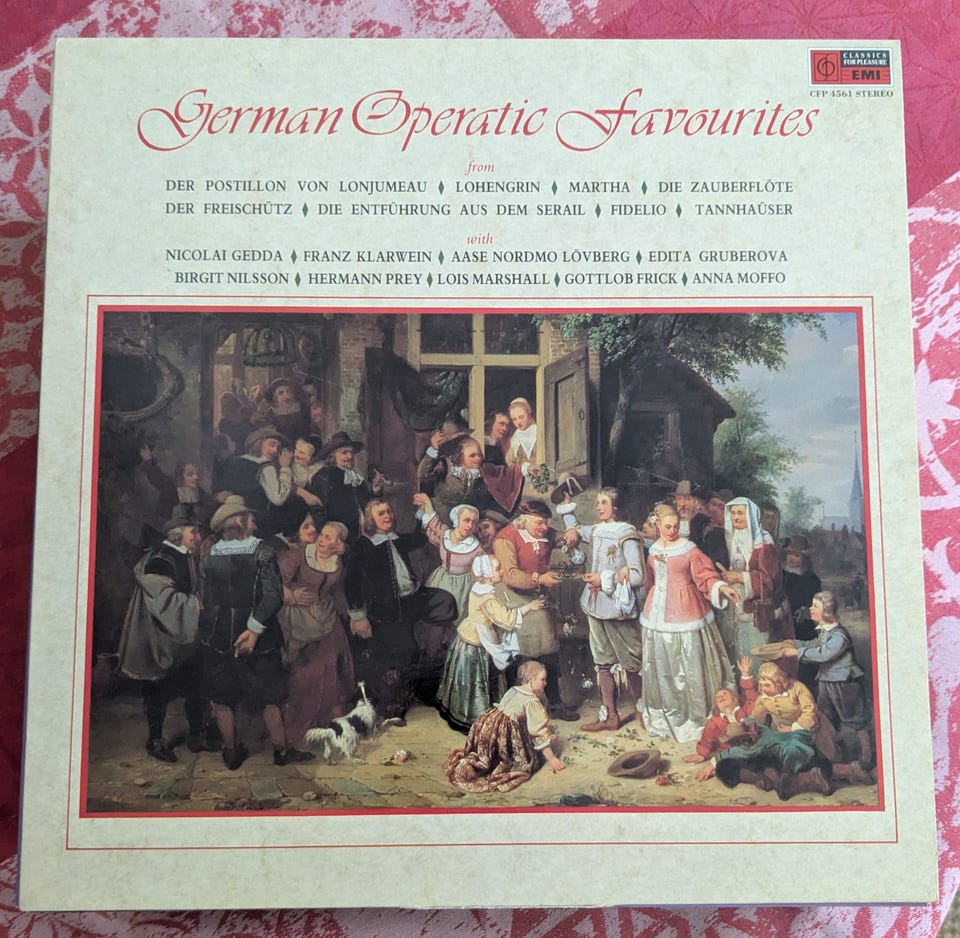 CLASSICS
FOR PLEASURE
EMI
CFP 4561 STEREO
German Operatic Favourites
from
DER POSTILLON VON LONJUMEAU ♦ LOHENGRIN ♦ MARTHA ♦ DIE ZAUBERFLÖTE
DER FREISCHÜTZ ♦ DIE ENTFÜHRUNG AUS DEM SERAIL ♦ FIDELIO ♦ TANNHAÜSER
with
NICOLAI GEDDA ♦ FRANZ KLARWEIN ♦ AASE NORDMO LÖVBERG ♦ EDITA GRUBEROVA
BIRGIT NILSSON ♦ HERMANN PREY ♦ LOIS MARSHALL ♦ GOTTLOB FRICK ♦ ANNA MOFFO